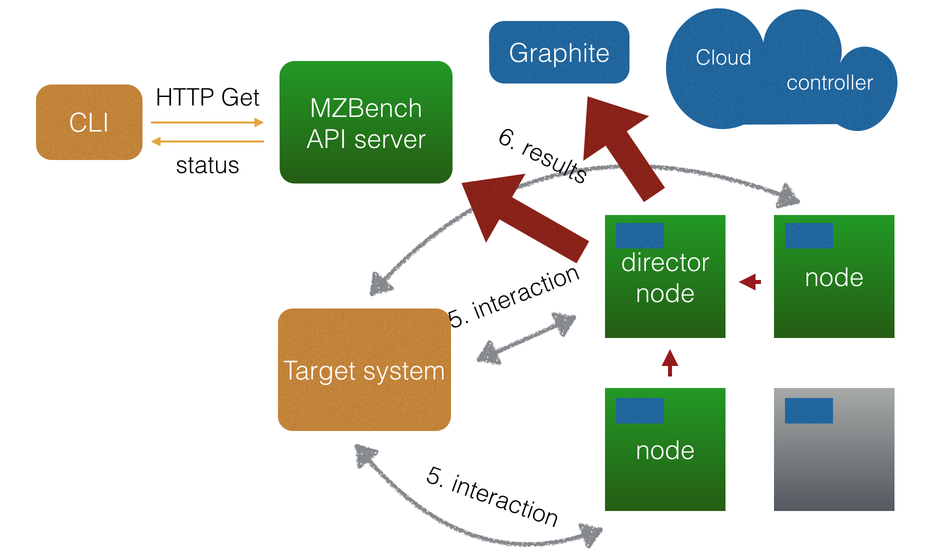 Graphite
Cloud
controller
CLI
HTTP Get
status
MZBench
API server
6. results
director
node
node
5. interaction
Target system
node
5. interaction